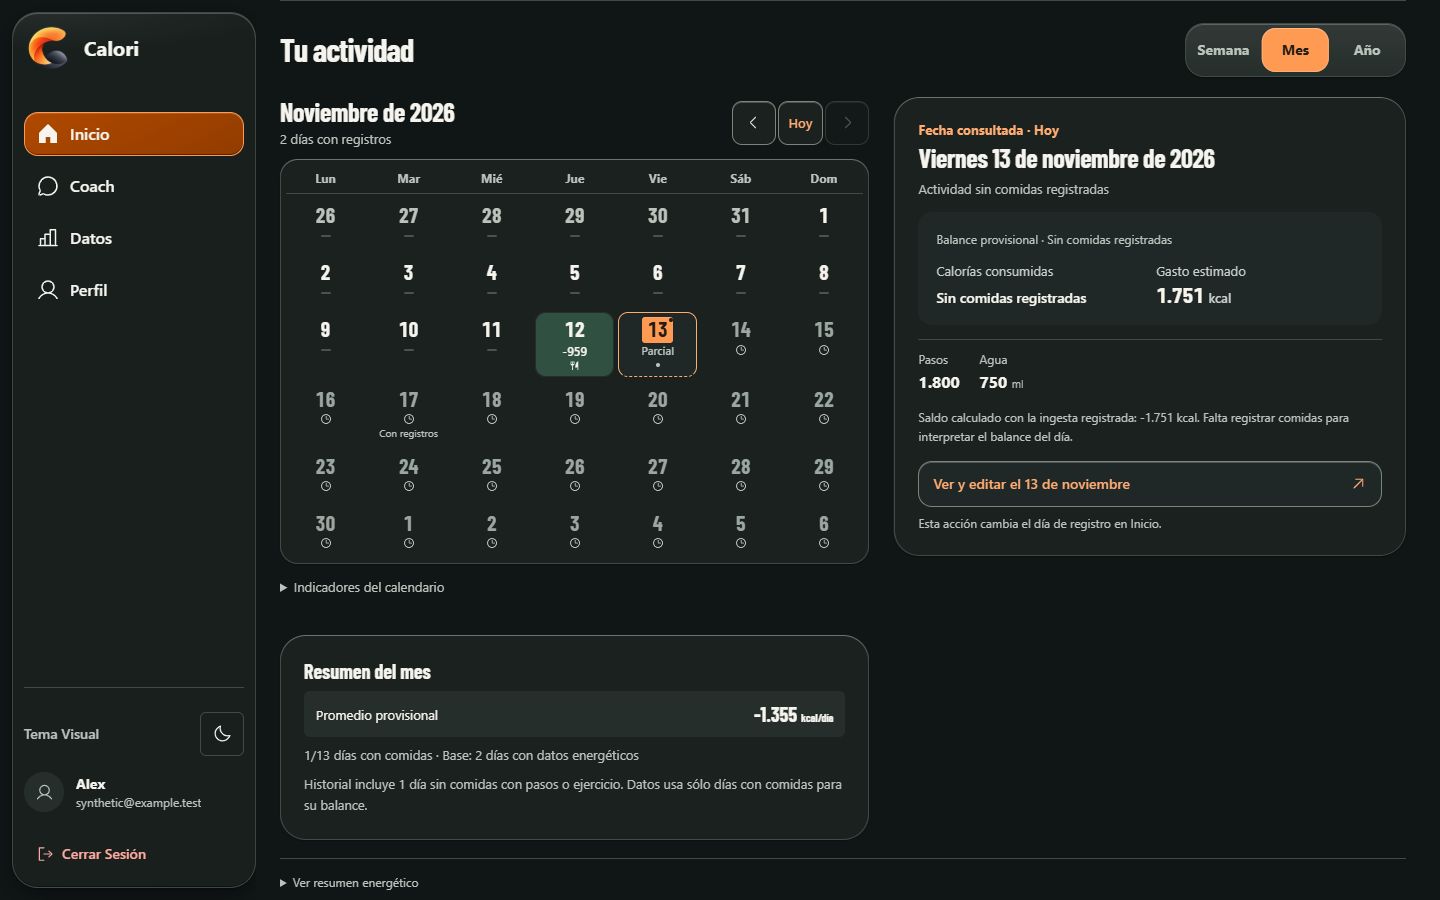 Calori
Inicio
Coach
Datos
Perfil
Tema Visual
Alex
synthetic@example.test
Cerrar Sesión
Tu actividad
Semana Mes Año
Noviembre de 2026
2 días con registros
Hoy
Lun Mar Mié Jue Vie Sáb Dom
26 27 28 29 30 31 1
— — — — — — —
2 3 4 5 6 7 8
— — — — — — —
9 10 11 12 13 14 15
— — — -959 Parcial
16 17 18 19 20 21 22
Con registros
23 24 25 26 27 28 29
30 1 2 3 4 5 6
Indicadores del calendario
Resumen del mes
Promedio provisional -1.355 kcal/día
1/13 días con comidas · Base: 2 días con datos energéticos
Historial incluye 1 día sin comidas con pasos o ejercicio. Datos usa sólo días con comidas para
su balance.
Ver resumen energético
Fecha consultada · Hoy
Viernes 13 de noviembre de 2026
Actividad sin comidas registradas
Balance provisional · Sin comidas registradas
Calorías consumidas Gasto estimado
Sin comidas registradas 1.751 kcal
Pasos Agua
1.800 750 ml
Saldo calculado con la ingesta registrada: -1.751 kcal. Falta registrar comidas para
interpretar el balance del día.
Ver y editar el 13 de noviembre
Esta acción cambia el día de registro en Inicio.